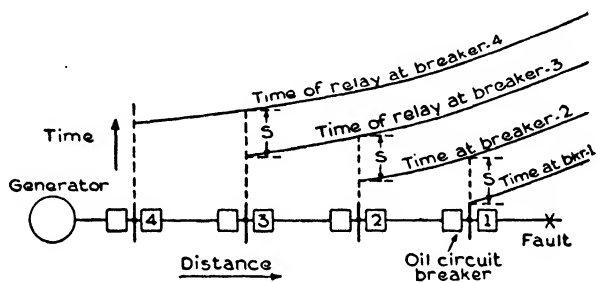 Time of relay at breaker-4
Time of relay at breaker-3
S
Time
S
Time at breaker-2
S
Time at bkr-1
Generator
4
3
2
1
Fault
Oil circuit
breaker
Distance